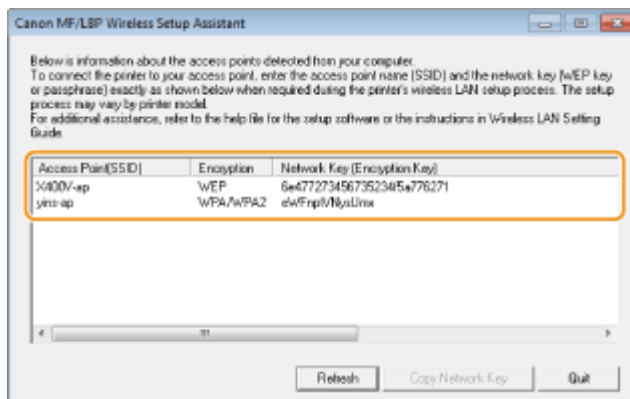 Canon MF/LBP Wireless Setup Assistant
Below is information about the access points detected from your computer.
To connect the printer to your access point, enter the access point name (SSID) and the network key (WEP key
or passphrase) exactly as shown below when required during the printer's wireless LAN setup process. The setup
process may vary by printer model.
For additional assistance, refer to the help file for the setup software or the instructions in Wireless LAN Setting
Guide.
Access Point(SSID) Encryption Network Key (Encryption Key)
X400V-ap WEP
yins-ap WPA/WPA2
Refresh Copy Network Key Quit